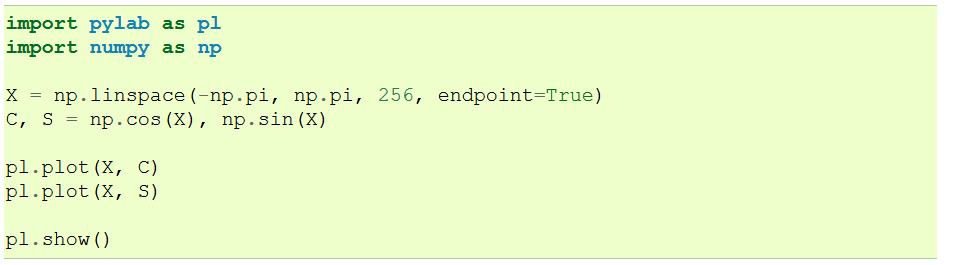 import pylab as pl
import numpy as np
X = np.linspace(-np.pi, np.pi, 256, endpoint=True)
C, S = np.cos(X), np.sin(X)
pl.plot(X, C)
pl.plot(X, S)
pl.show()